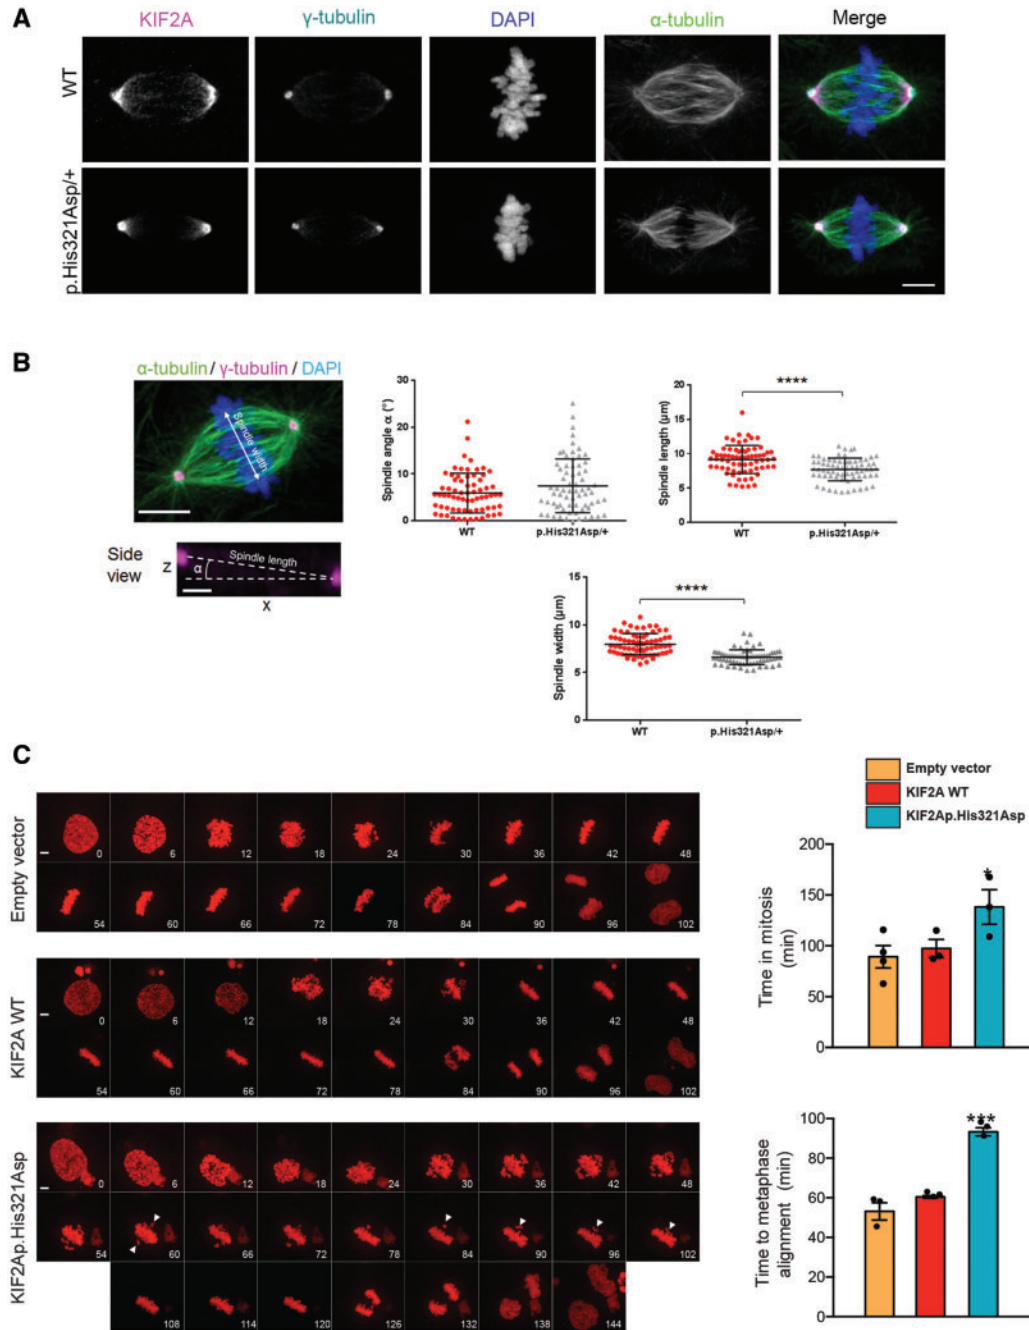 A
KIF2A
γ-tubulin
DAPI
α-tubulin
Merge
WT
p.His321Asp/+
B
α-tubulin / γ-tubulin / DAPI
Spindle width
Side view
z
α
Spindle length
x
Spindle angle α (°)
30
20
10
0
WT
p.His321Asp/+
Spindle length (µm)
20
15
10
5
0
****
WT
p.His321Asp/+
Spindle width (µm)
15
10
5
0
****
WT
p.His321Asp/+
C
Empty vector
0 6 12 18 24 30 36 42 48
54 60 66 72 78 84 90 96 102
KIF2A WT
0 6 12 18 24 30 36 42 48
54 60 66 72 78 84 90 96 102
KIF2Ap.His321Asp
0 6 12 18 24 30 36 42 48
54 60 66 72 78 84 90 96 102
108 114 120 126 132 138 144
Empty vector
KIF2A WT
KIF2Ap.His321Asp
Time in mitosis
(min)
200
150
100
50
0
*
Time to metaphase
alignment (min)
100
80
60
40
20
0
***